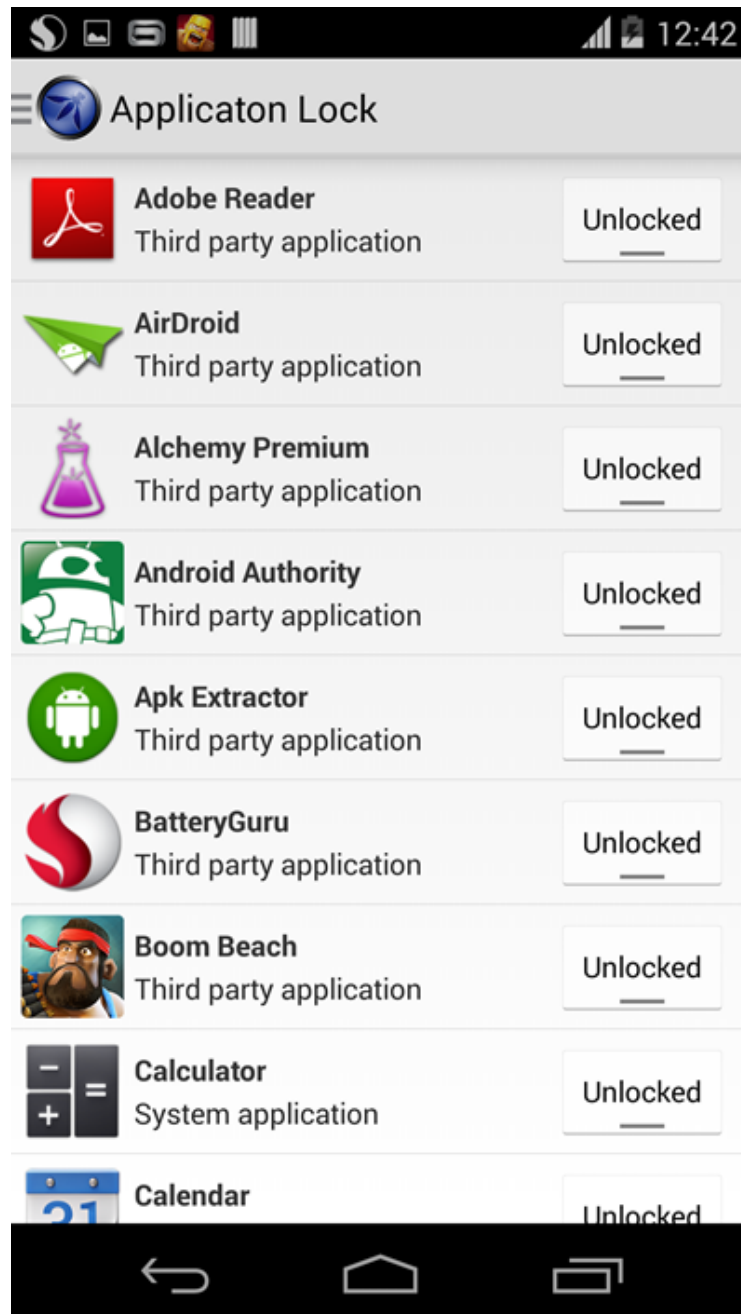 12:42
Applicaton Lock
Adobe Reader
Third party application
Unlocked
AirDroid
Third party application
Unlocked
Alchemy Premium
Third party application
Unlocked
Android Authority
Third party application
Unlocked
Apk Extractor
Third party application
Unlocked
BatteryGuru
Third party application
Unlocked
Boom Beach
Third party application
Unlocked
Calculator
System application
Unlocked
Calendar
31
Unlocked